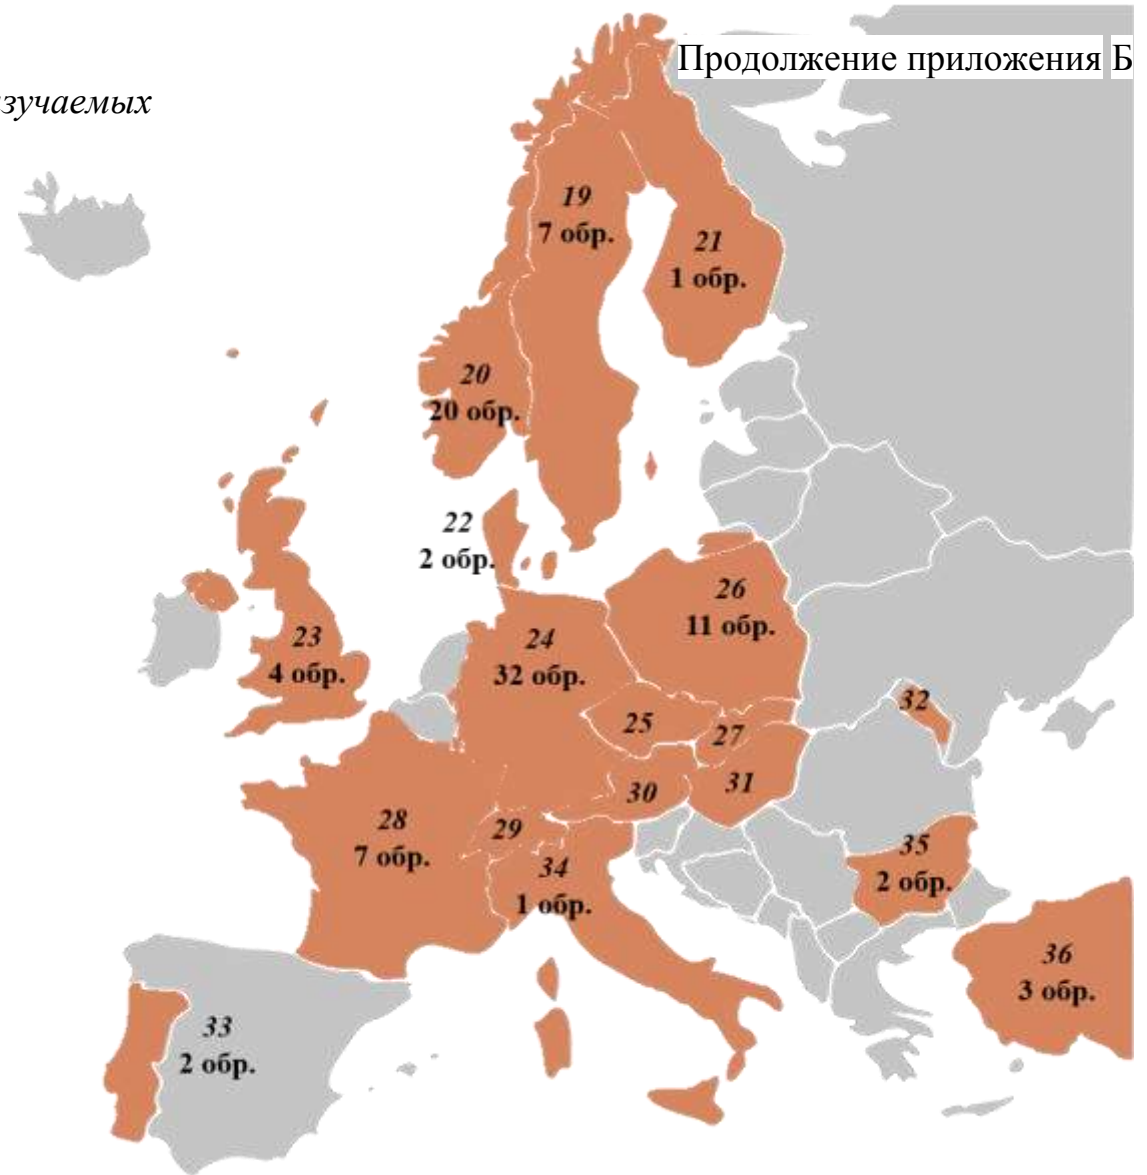 Продолжение приложения Б
зучаемых
19
7 обр.
21
1 обр.
20
20 обр.
22
2 обр.
26
11 обр.
23
4 обр.
24
32 обр.
32
25
27
31
30
28
7 обр.
29
34
1 обр.
35
2 обр.
36
3 обр.
33
2 обр.